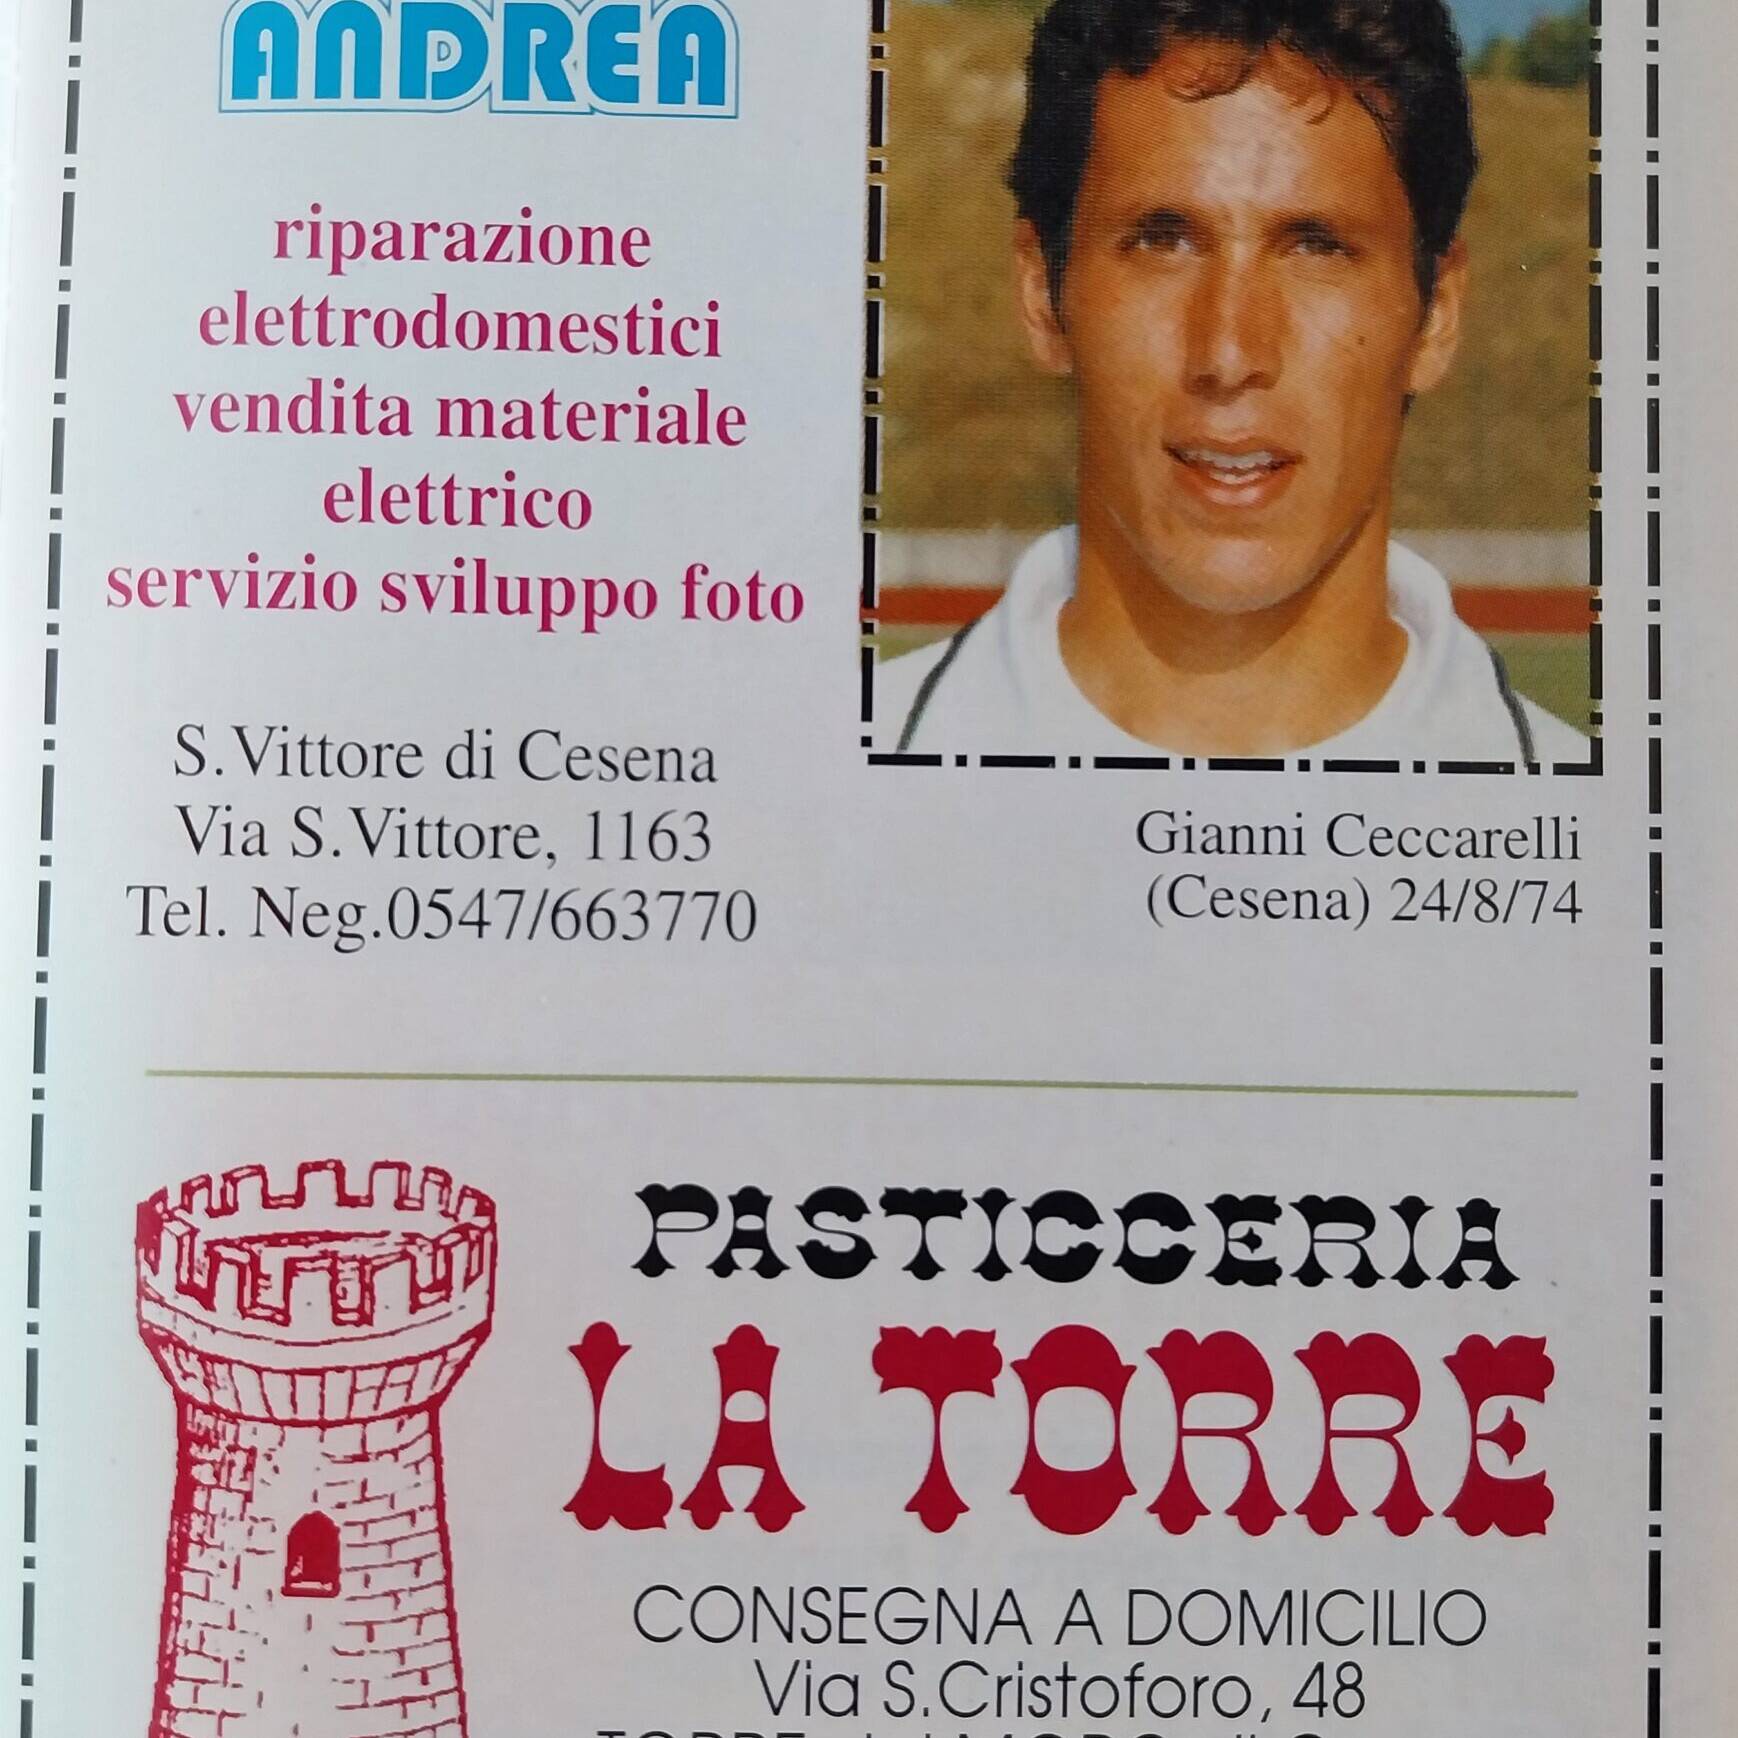 ANDREA
riparazione
elettrodomestici
vendita materiale
elettrico
servizio sviluppo foto
S.Vittore di Cesena
Via S.Vittore, 1163
Tel. Neg.0547/663770
Gianni Ceccarelli
(Cesena) 24/8/74
PASTICCERIA
LA TORRE
CONSEGNA A DOMICILIO
Via S.Cristoforo, 48